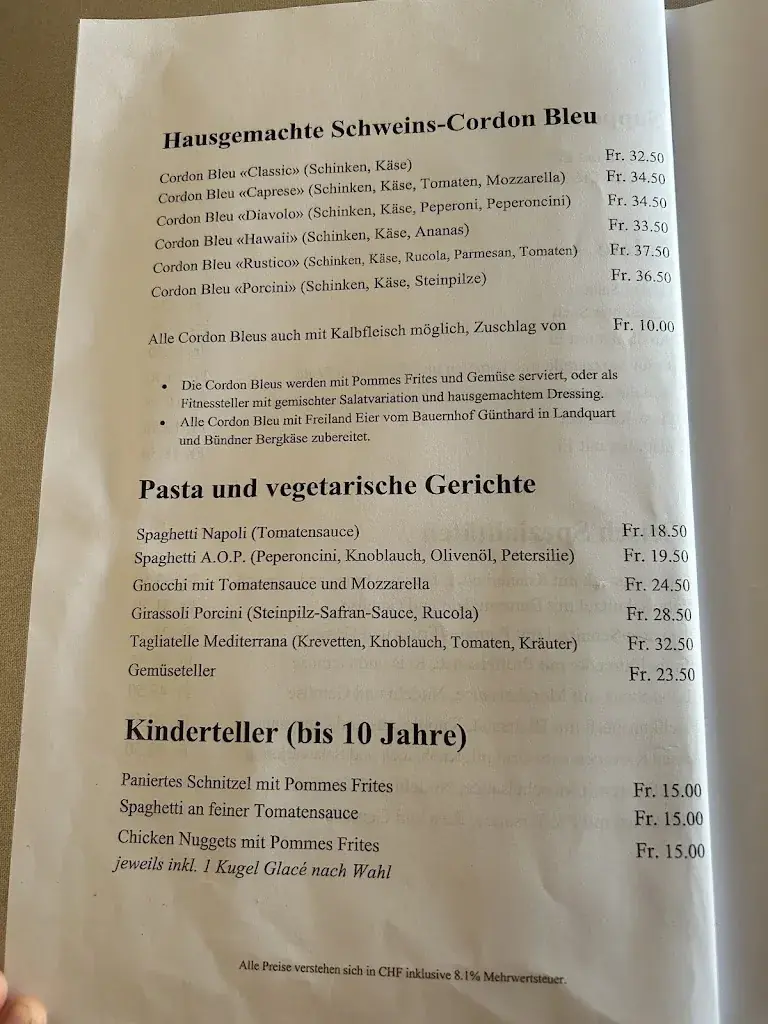 Hausgemachte Schweins-Cordon Bleu
Cordon Bleu «Classic» (Schinken, Käse) Fr. 32.50
Cordon Bleu «Caprese» (Schinken, Käse, Tomaten, Mozzarella) Fr. 34.50
Cordon Bleu «Diavolo» (Schinken, Käse, Peperoni, Peperoncini) Fr. 34.50
Cordon Bleu «Hawaii» (Schinken, Käse, Ananas) Fr. 33.50
Cordon Bleu «Rustico» (Schinken, Käse, Rucola, Parmesan, Tomaten) Fr. 37.50
Cordon Bleu «Porcini» (Schinken, Käse, Steinpilze) Fr. 36.50
Alle Cordon Bleus auch mit Kalbfleisch möglich, Zuschlag von Fr. 10.00
• Die Cordon Bleus werden mit Pommes Frites und Gemüse serviert, oder als
Fitnessteller mit gemischter Salatvariation und hausgemachtem Dressing.
• Alle Cordon Bleu mit Freiland Eier vom Bauernhof Günthard in Landquart
und Bündner Bergkäse zubereitet.
Pasta und vegetarische Gerichte
Spaghetti Napoli (Tomatensauce) Fr. 18.50
Spaghetti A.O.P. (Peperoncini, Knoblauch, Olivenöl, Petersilie) Fr. 19.50
Gnocchi mit Tomatensauce und Mozzarella Fr. 24.50
Girassoli Porcini (Steinpilz-Safran-Sauce, Rucola) Fr. 28.50
Tagliatelle Mediterrana (Krevetten, Knoblauch, Tomaten, Kräuter) Fr. 32.50
Gemüseteller Fr. 23.50
Kinderteller (bis 10 Jahre)
Paniertes Schnitzel mit Pommes Frites Fr. 15.00
Spaghetti an feiner Tomatensauce Fr. 15.00
Chicken Nuggets mit Pommes Frites Fr. 15.00
jeweils inkl. 1 Kugel Glacé nach Wahl
Alle Preise verstehen sich in CHF inklusive 8.1% Mehrwertsteuer.